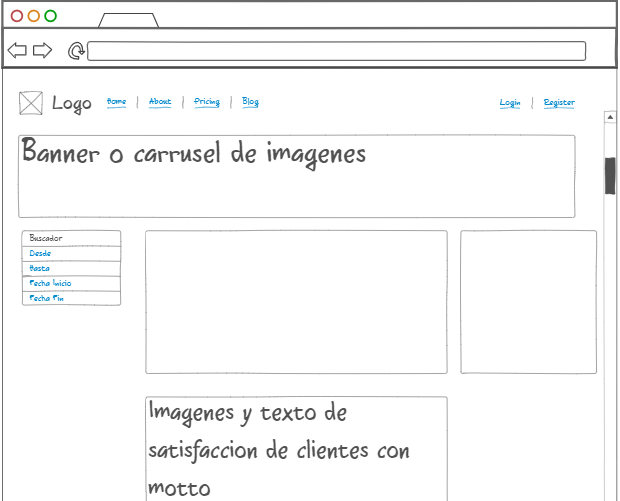 Logo
Home | About | Pricing | Blog
Login | Register
Banner o carrusel de imagenes
Buscador
Desde
Hasta
Fecha Inicio
Fecha Fin
Imagenes y texto de
satisfaccion de clientes con
motto